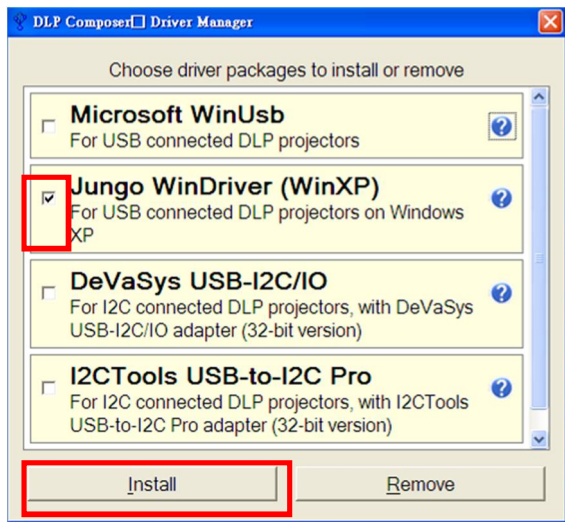 DLP Composer□ Driver Manager
Choose driver packages to install or remove
Microsoft WinUsb
For USB connected DLP projectors
Jungo WinDriver (WinXP)
For USB connected DLP projectors on Windows
XP
DeVaSys USB-I2C/IO
For I2C connected DLP projectors, with DeVaSys
USB-I2C/IO adapter (32-bit version)
I2CTools USB-to-I2C Pro
For I2C connected DLP projectors, with I2CTools
USB-to-I2C Pro adapter (32-bit version)
Install Remove